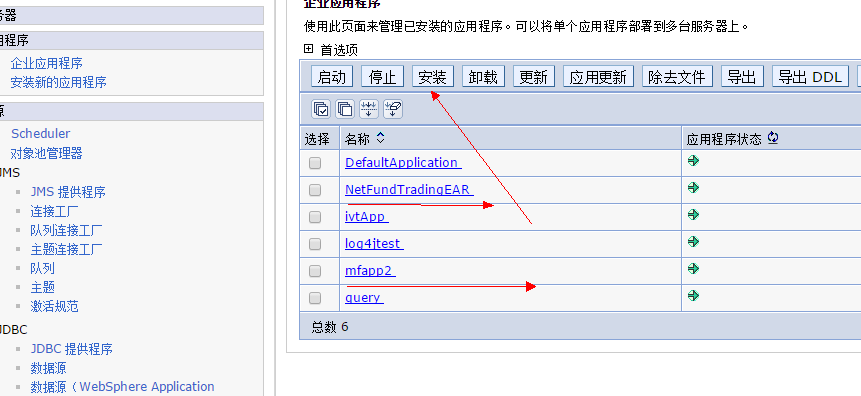 务器
用程序
企业应用程序
安装新的应用程序
源
Scheduler
对象池管理器
JMS
JMS 提供程序
连接工厂
队列连接工厂
主题连接工厂
队列
主题
激活规范
JDBC
JDBC 提供程序
数据源
数据源（WebSphere Application
企业应用程序
使用此页面来管理已安装的应用程序。可以将单个应用程序部署到多台服务器上。
首选项
启动 停止 安装 卸载 更新 应用更新 除去文件 导出 导出 DDL
选择 名称 应用程序状态
DefaultApplication
NetFundTradingEAR
ivtApp
log4jtest
mfapp2
query
总数 6